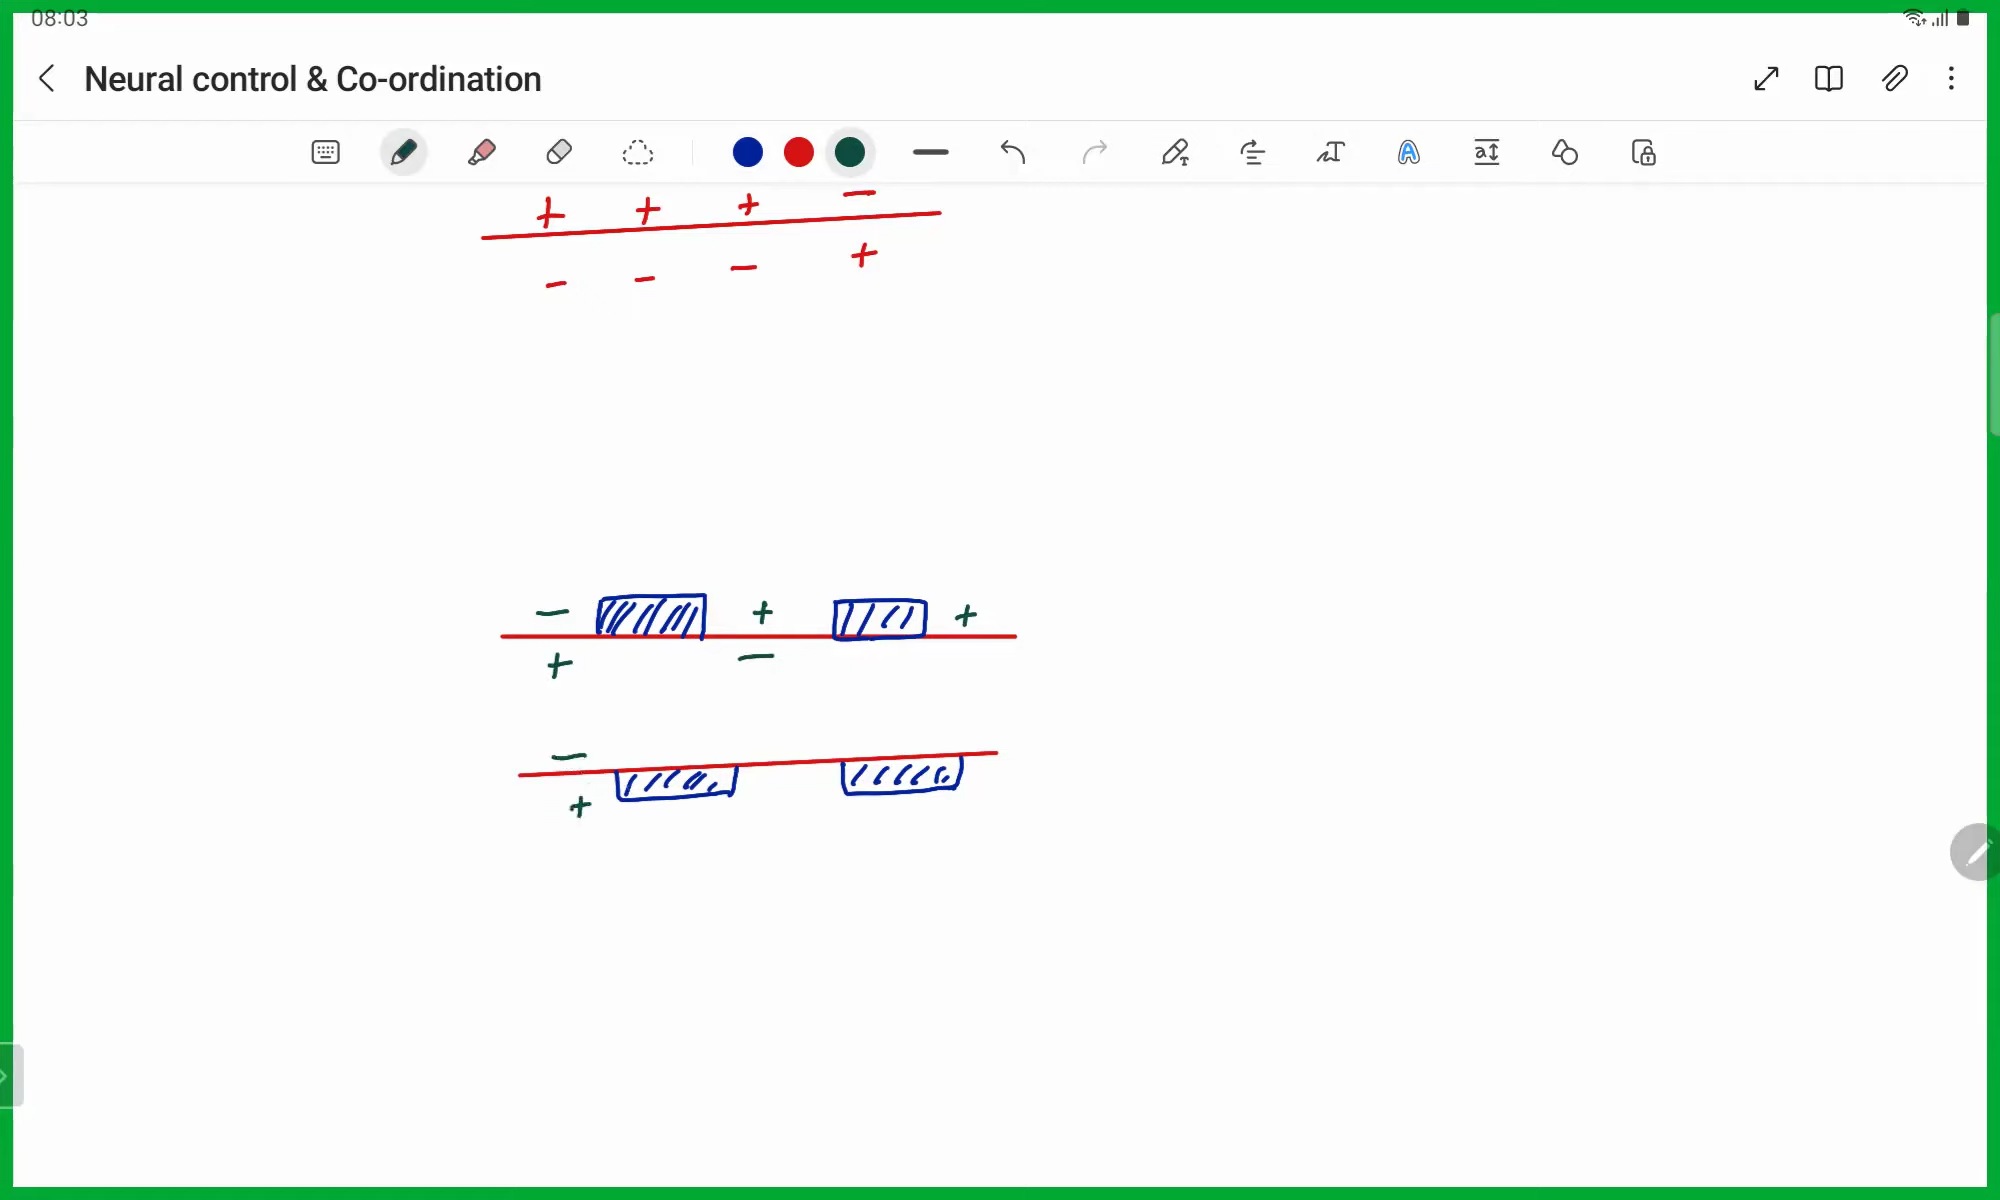 08:03
Neural control & Co-ordination
+ + + −
− − − +
− + +
+ −
−
+